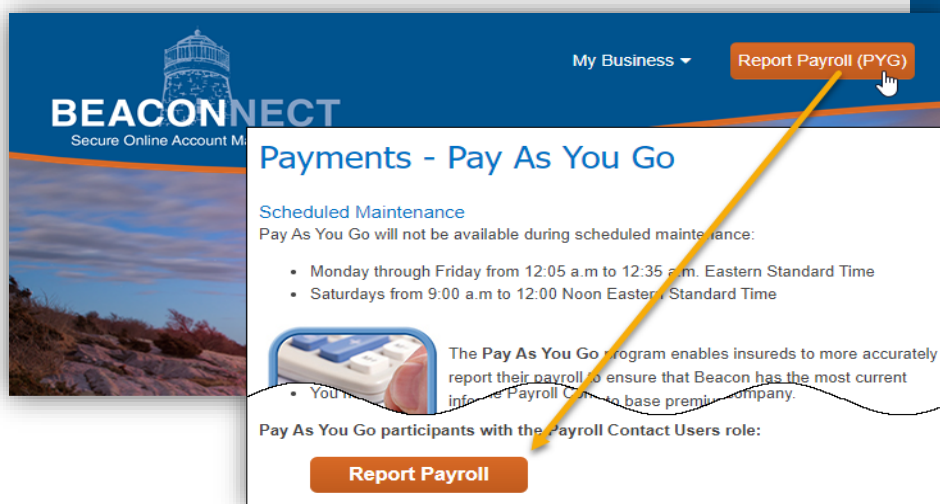 My Business
Report Payroll (PYG)
BEACONNECT
Secure Online Account
Payments - Pay As You Go
Scheduled Maintenance
Pay As You Go will not be available during scheduled maintenance:
• Monday through Friday from 12:05 a.m to 12:35 a.m. Eastern Standard Time
• Saturdays from 9:00 a.m to 12:00 Noon Eastern Standard Time
The Pay As You Go program enables insureds to more accurately
report their payroll to ensure that Beacon has the most current
• Payroll company.
to base
Pay As You Go participants with the Payroll Contact Users role:
Report Payroll